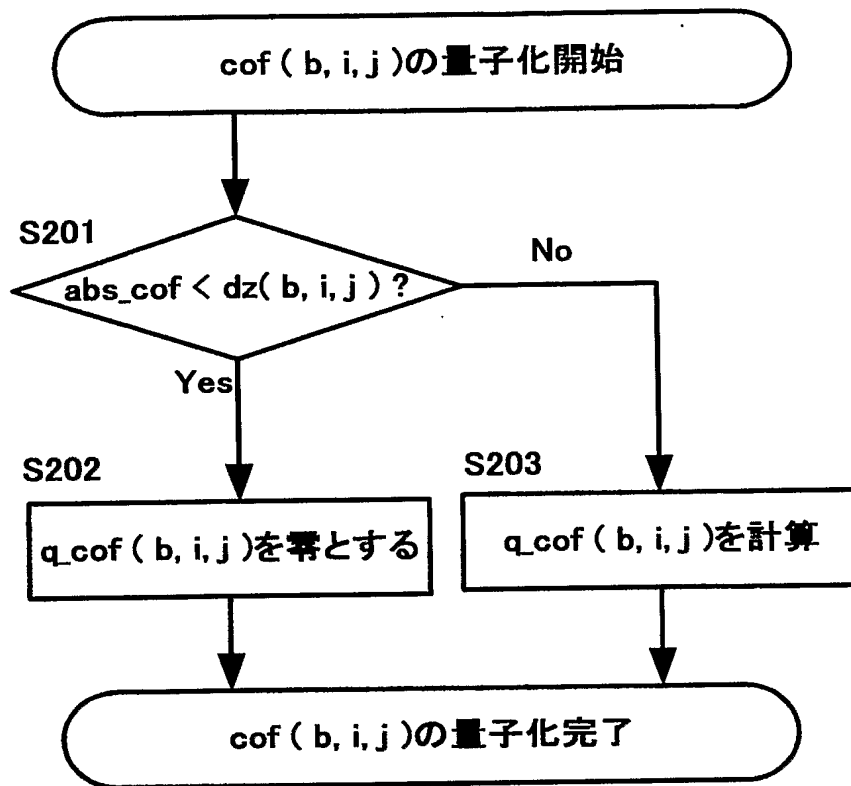 cof ( b, i, j )の量子化開始
S201
abs_cof < dz( b, i, j ) ?
No
Yes
S202
S203
q_cof ( b, i, j )を零とする
q_cof ( b, i, j )を計算
cof ( b, i, j )の量子化完了